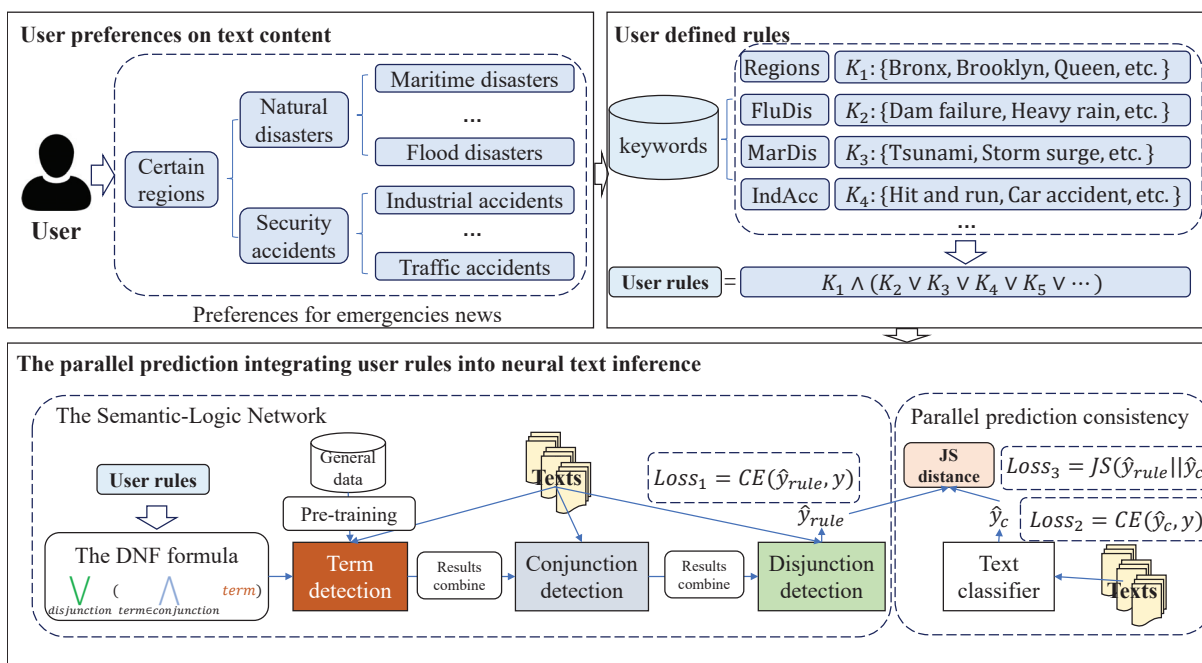 User preferences on text content
Maritime disasters
Natural
disasters
...
Flood disasters
Certain
regions
Industrial accidents
Security
accidents
...
Traffic accidents
User
Preferences for emergencies news
User defined rules
keywords
Regions
K₁: {Bronx, Brooklyn, Queen, etc. }
FluDis
K₂: {Dam failure, Heavy rain, etc. }
MarDis
K₃: {Tsunami, Storm surge, etc. }
IndAcc
K₄: {Hit and run, Car accident, etc. }
...
User rules
=
K₁ ∧ (K₂ ∨ K₃ ∨ K₄ ∨ K₅ ∨ ⋯ )
The parallel prediction integrating user rules into neural text inference
The Semantic-Logic Network
User rules
The DNF formula
⋁ ( ⋀ term)
disjunction term∈conjunction
General
data
Pre-training
Term
detection
Results
combine
Texts
Conjunction
detection
Results
combine
Loss₁ = CE(ŷ_rule, y)
ŷ_rule
Disjunction
detection
Parallel prediction consistency
JS
distance
Loss₃ = JS(ŷ_rule||ŷ_c
ŷ_c
Loss₂ = CE(ŷ_c, y)
Text
classifier
Texts